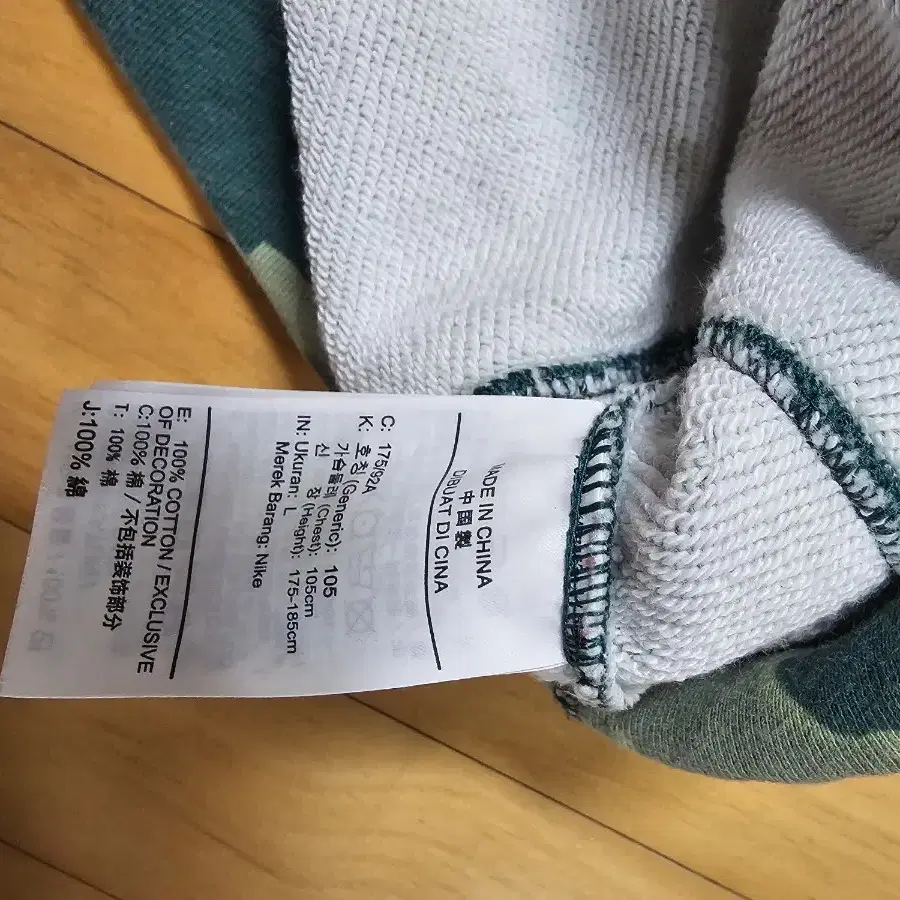 MADE IN CHINA
中國製
DIBUAT DI CINA
C: 175/92A
K: 호칭 (Generic): 105
가슴둘레 (Chest): 105cm
신 장 (Height): 175-185cm
IN: Ukuran: L
Merek Barang: Nike
E: 100% COTTON / EXCLUSIVE
OF DECORATION
C:100% 棉 / 不包括装饰部分
T: 100% 棉
J:100% 綿